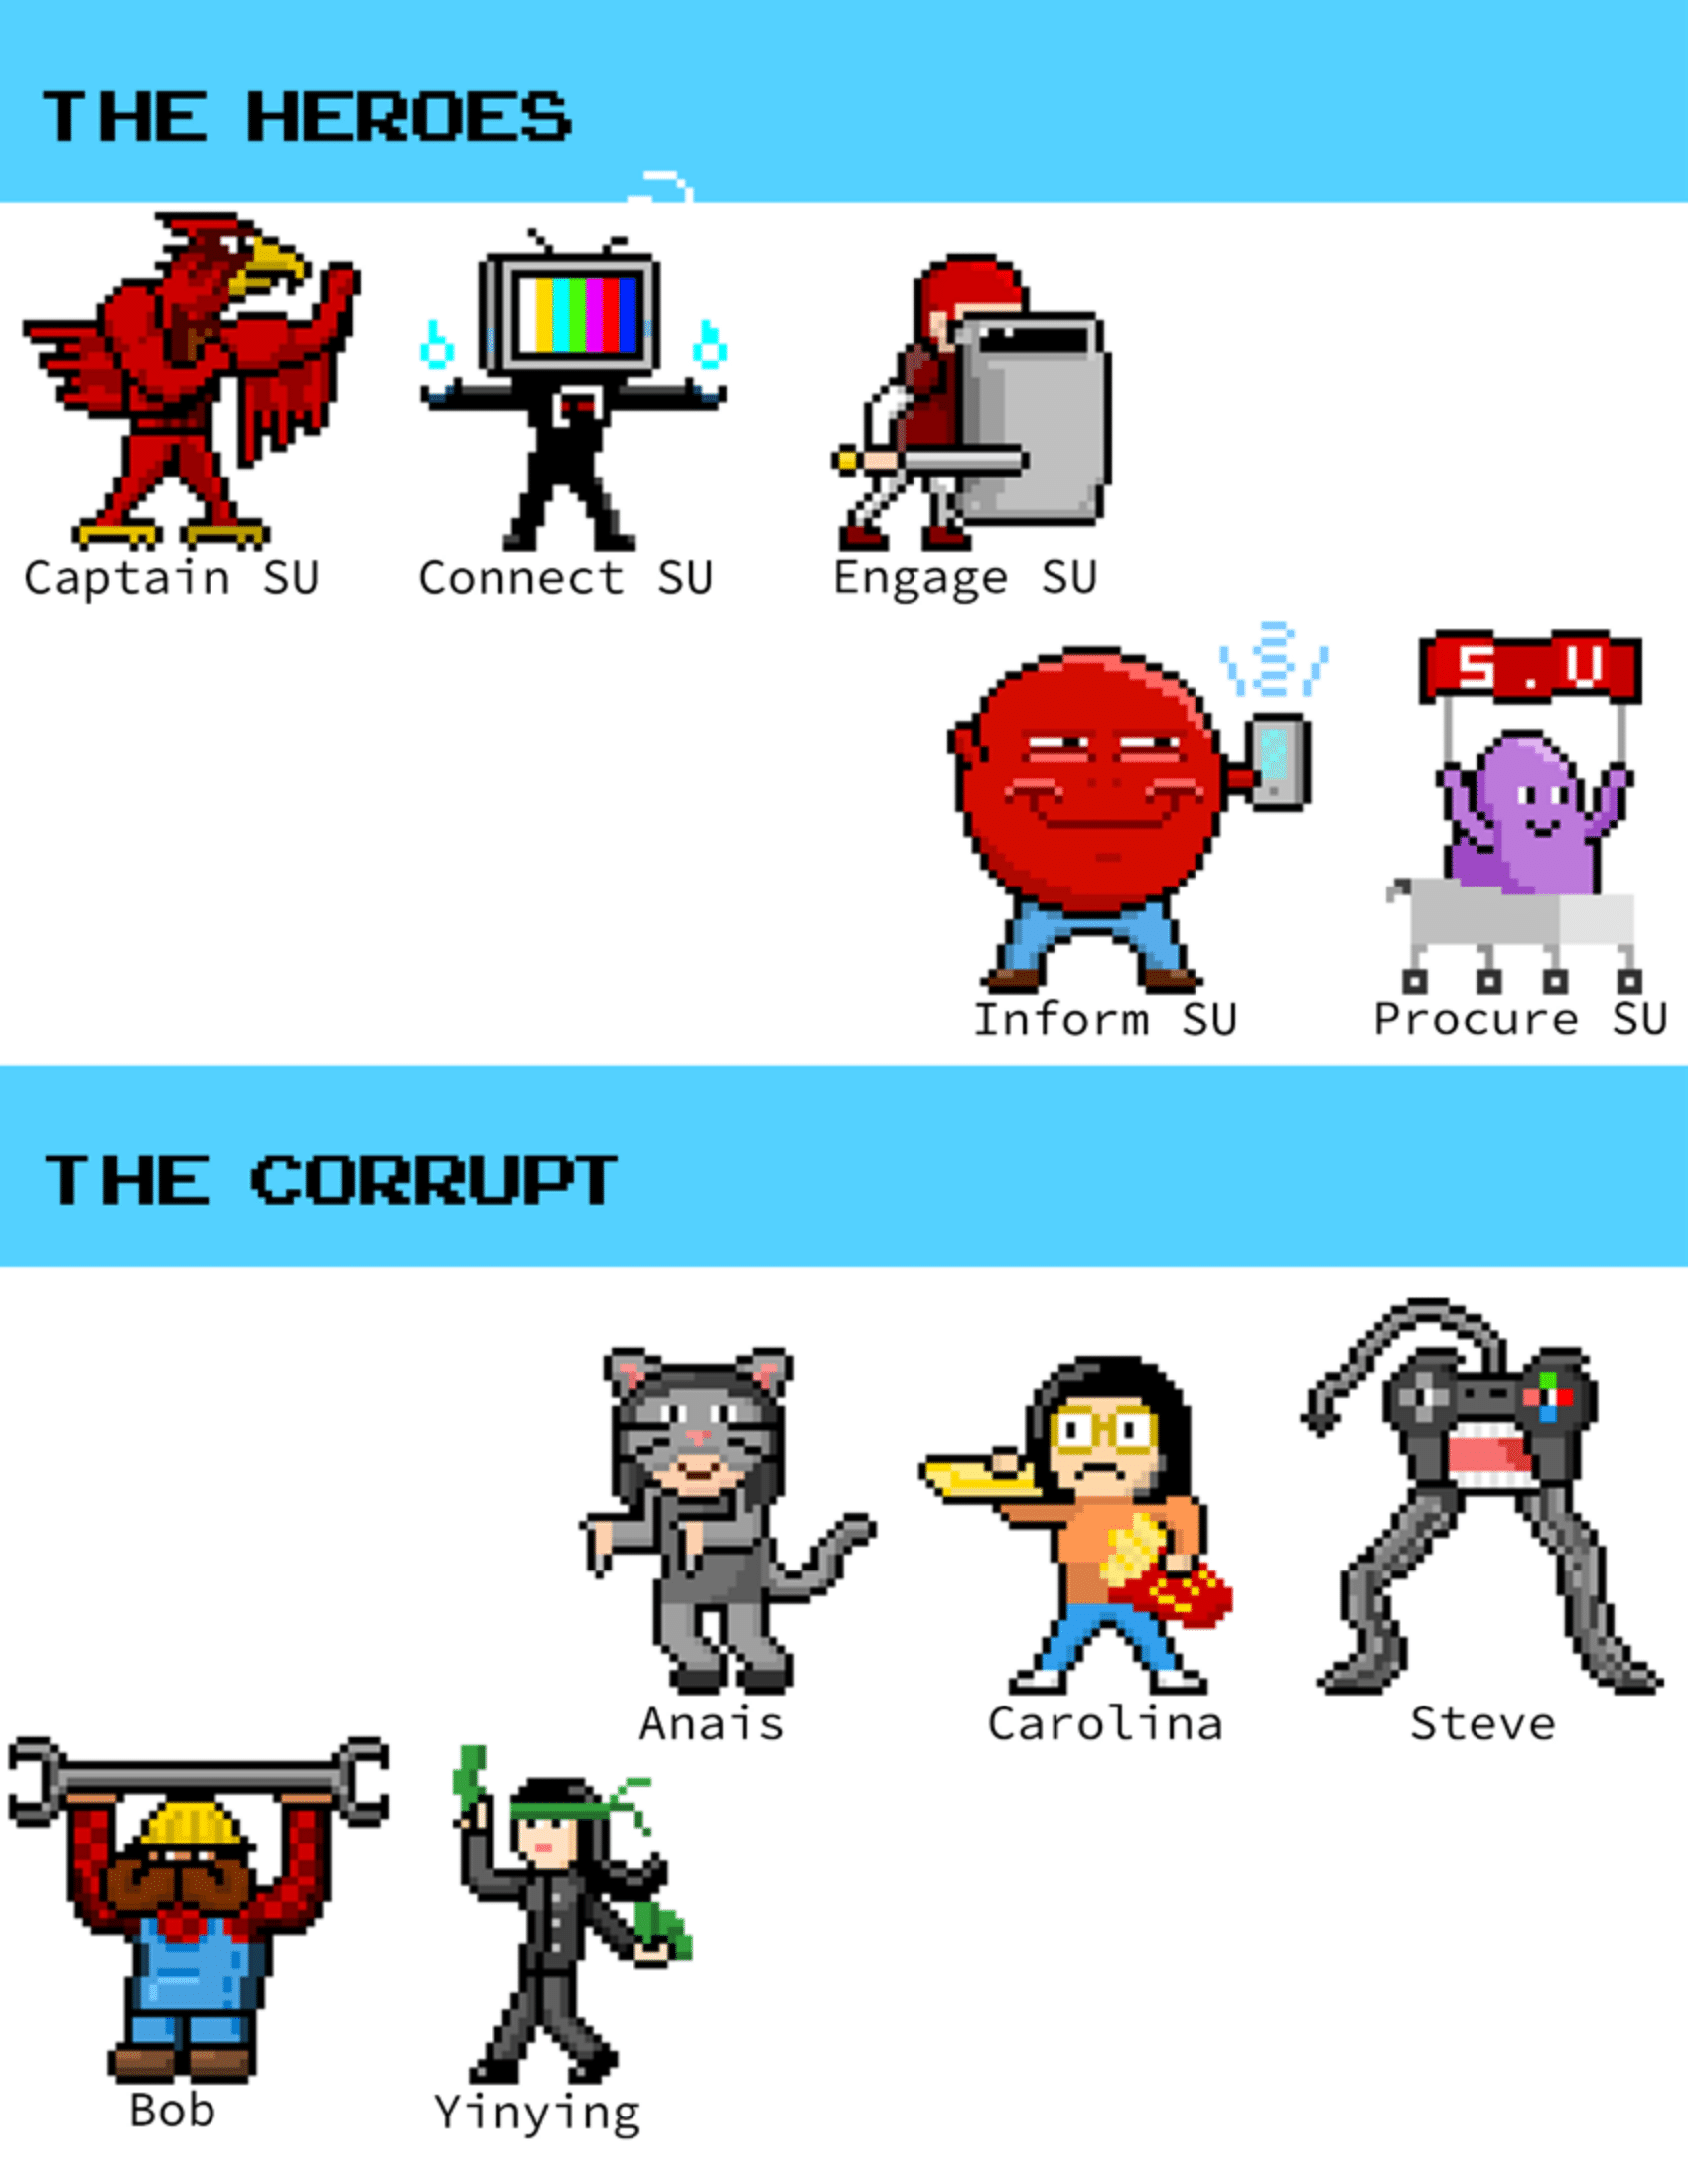 THE HEROES
Captain SU
Connect SU
Engage SU
S.U
Inform SU
Procure SU
THE CORRUPT
Anais
Carolina
Steve
Bob
Yinying